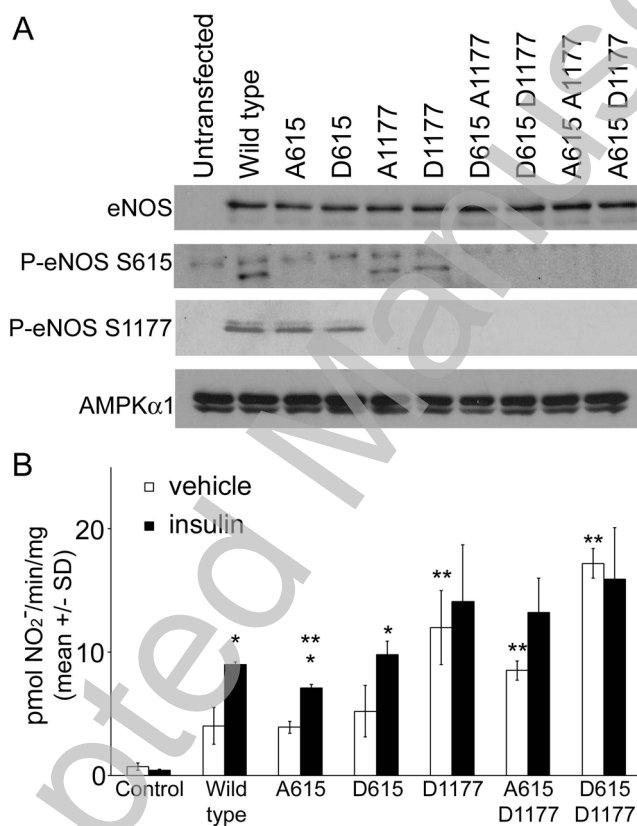 A
Untransfected
Wild type
A615
D615
A1177
D1177
D615 A1177
D615 D1177
A615 A1177
A615 D1177
eNOS
P-eNOS S615
P-eNOS S1177
AMPKα1
B
vehicle
insulin
pmol NO₂⁻/min/mg
(mean +/- SD)
20
10
0
** ** 
** **
* * *
Control Wild type A615 D615 D1177 A615 D1177 D615 D1177
pted Manus